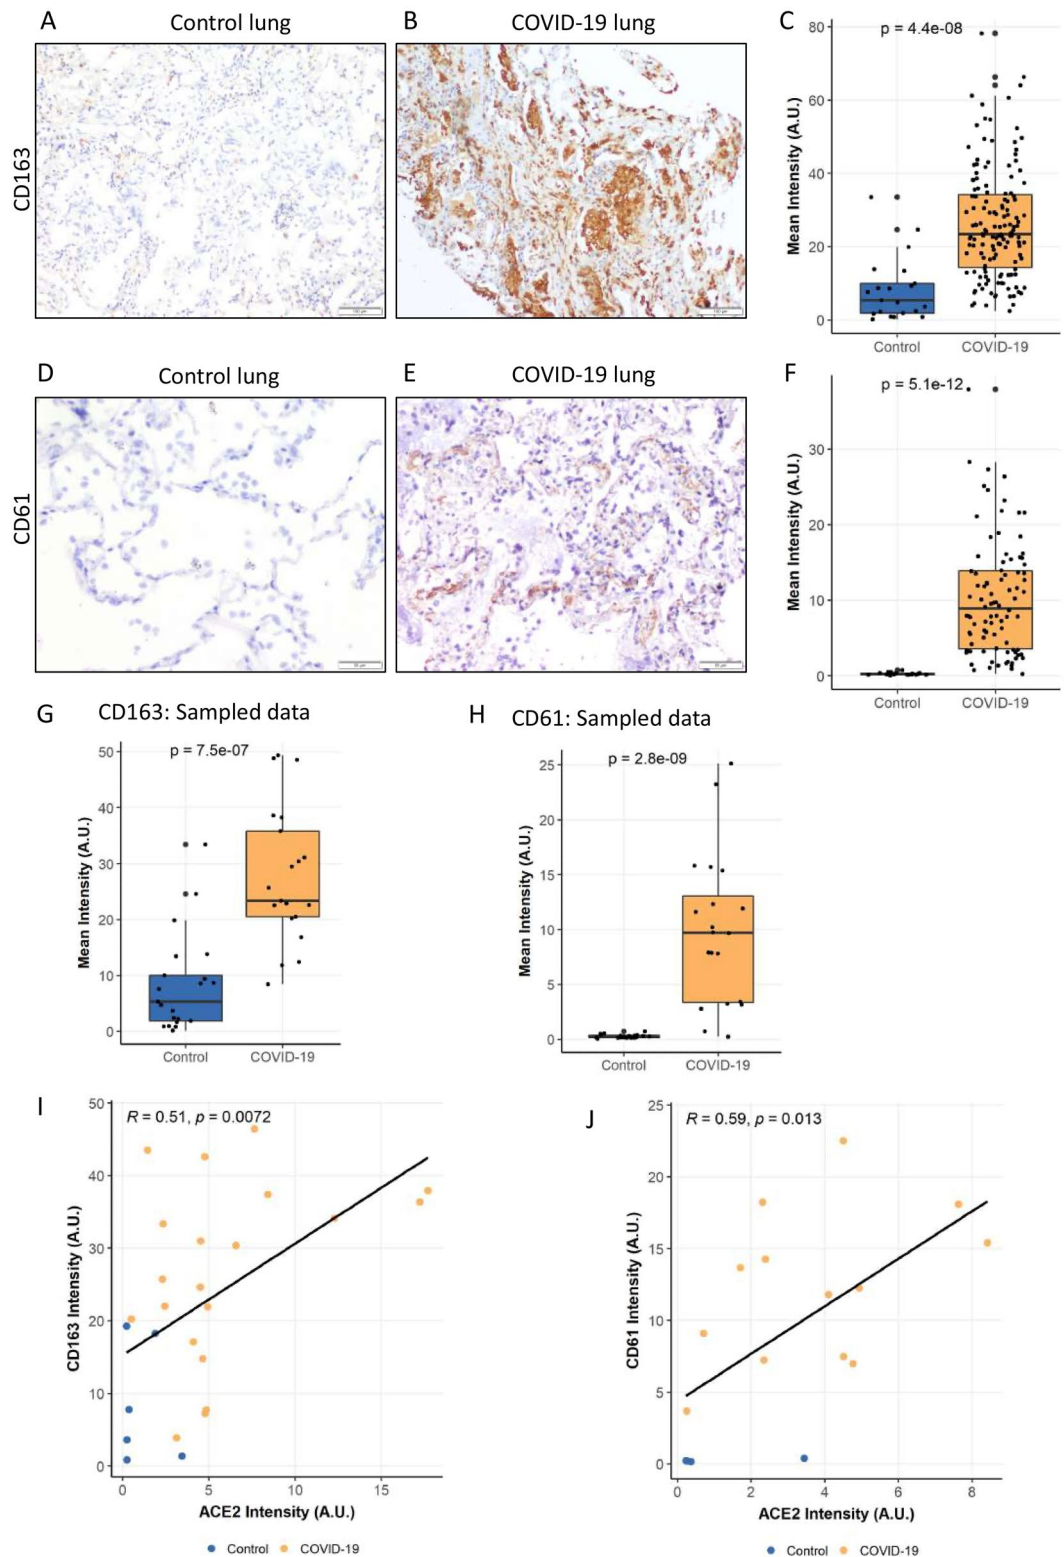 A
Control lung
B
COVID-19 lung
C
CD163
p = 4.4e-08
Mean Intensity (A.U.)
80
60
40
20
0
Control
COVID-19
D
Control lung
E
COVID-19 lung
F
CD61
p = 5.1e-12
Mean Intensity (A.U.)
30
20
10
0
Control
COVID-19
G
CD163: Sampled data
p = 7.5e-07
Mean Intensity (A.U.)
50
40
30
20
10
0
Control
COVID-19
H
CD61: Sampled data
p = 2.8e-09
Mean Intensity (A.U.)
25
20
15
10
5
0
Control
COVID-19
I
R = 0.51, p = 0.0072
CD163 Intensity (A.U.)
50
40
30
20
10
0
0 5 10 15
ACE2 Intensity (A.U.)
Control COVID-19
J
R = 0.59, p = 0.013
CD61 Intensity (A.U.)
25
20
15
10
5
0
0 2 4 6 8
ACE2 Intensity (A.U.)
Control COVID-19